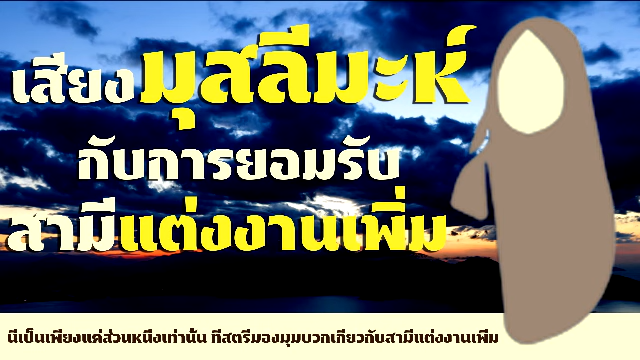 เสียงมุสลีมะห์
กับการยอมรับ
สามีแต่งงานเพิ่ม
นี่เป็นเพียงแค่ส่วนหนึ่งเท่านั้น ที่สตรีมองมุมบวกเกี่ยวกับสามีแต่งงานเพิ่ม